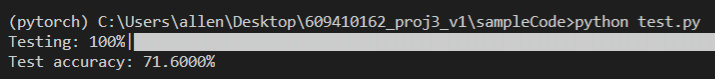 (pytorch) C:\Users\allen\Desktop\609410162_proj3_v1\sampleCode>python test.py
Testing: 100%|
Test accuracy: 71.6000%